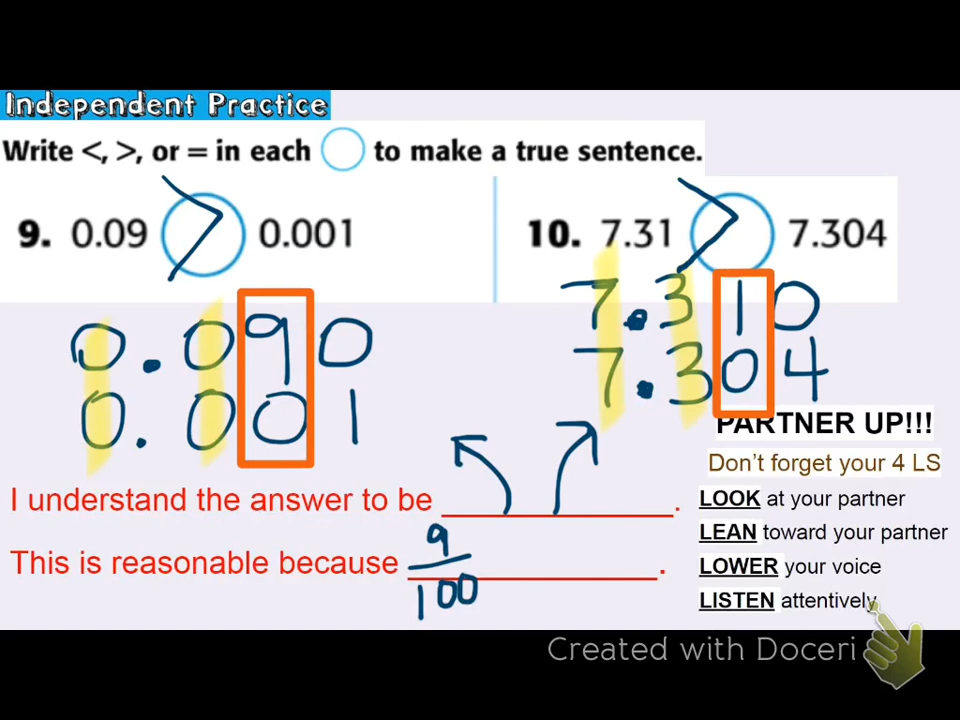 Independent Practice
Write <, >, or = in each ◯ to make a true sentence.
9. 0.09 > 0.001
10. 7.31 > 7.304
0.090
0.001
7.310
7.304
PARTNER UP!!!
Don't forget your 4 LS
LOOK at your partner
LEAN toward your partner
LOWER your voice
LISTEN attentively
I understand the answer to be ____________.
This is reasonable because 9/100 ____________.
Created with Doceri